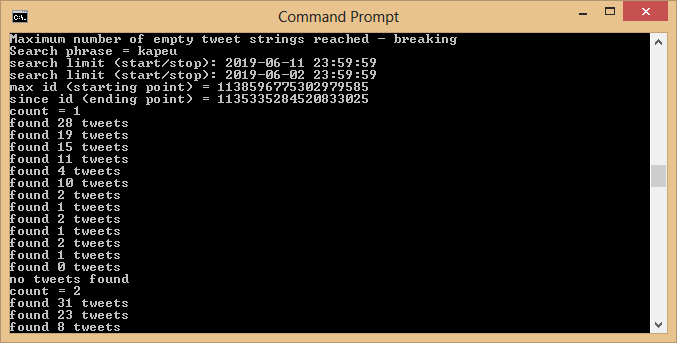 Command Prompt
Maximum number of empty tweet strings reached - breaking
Search phrase = kapeu
search limit (start/stop): 2019-06-11 23:59:59
search limit (start/stop): 2019-06-02 23:59:59
max id (starting point) = 1138596775302979585
since id (ending point) = 1135335284520833025
count = 1
found 28 tweets
found 19 tweets
found 15 tweets
found 11 tweets
found 4 tweets
found 10 tweets
found 2 tweets
found 1 tweets
found 2 tweets
found 1 tweets
found 2 tweets
found 1 tweets
found 0 tweets
no tweets found
count = 2
found 31 tweets
found 23 tweets
found 8 tweets